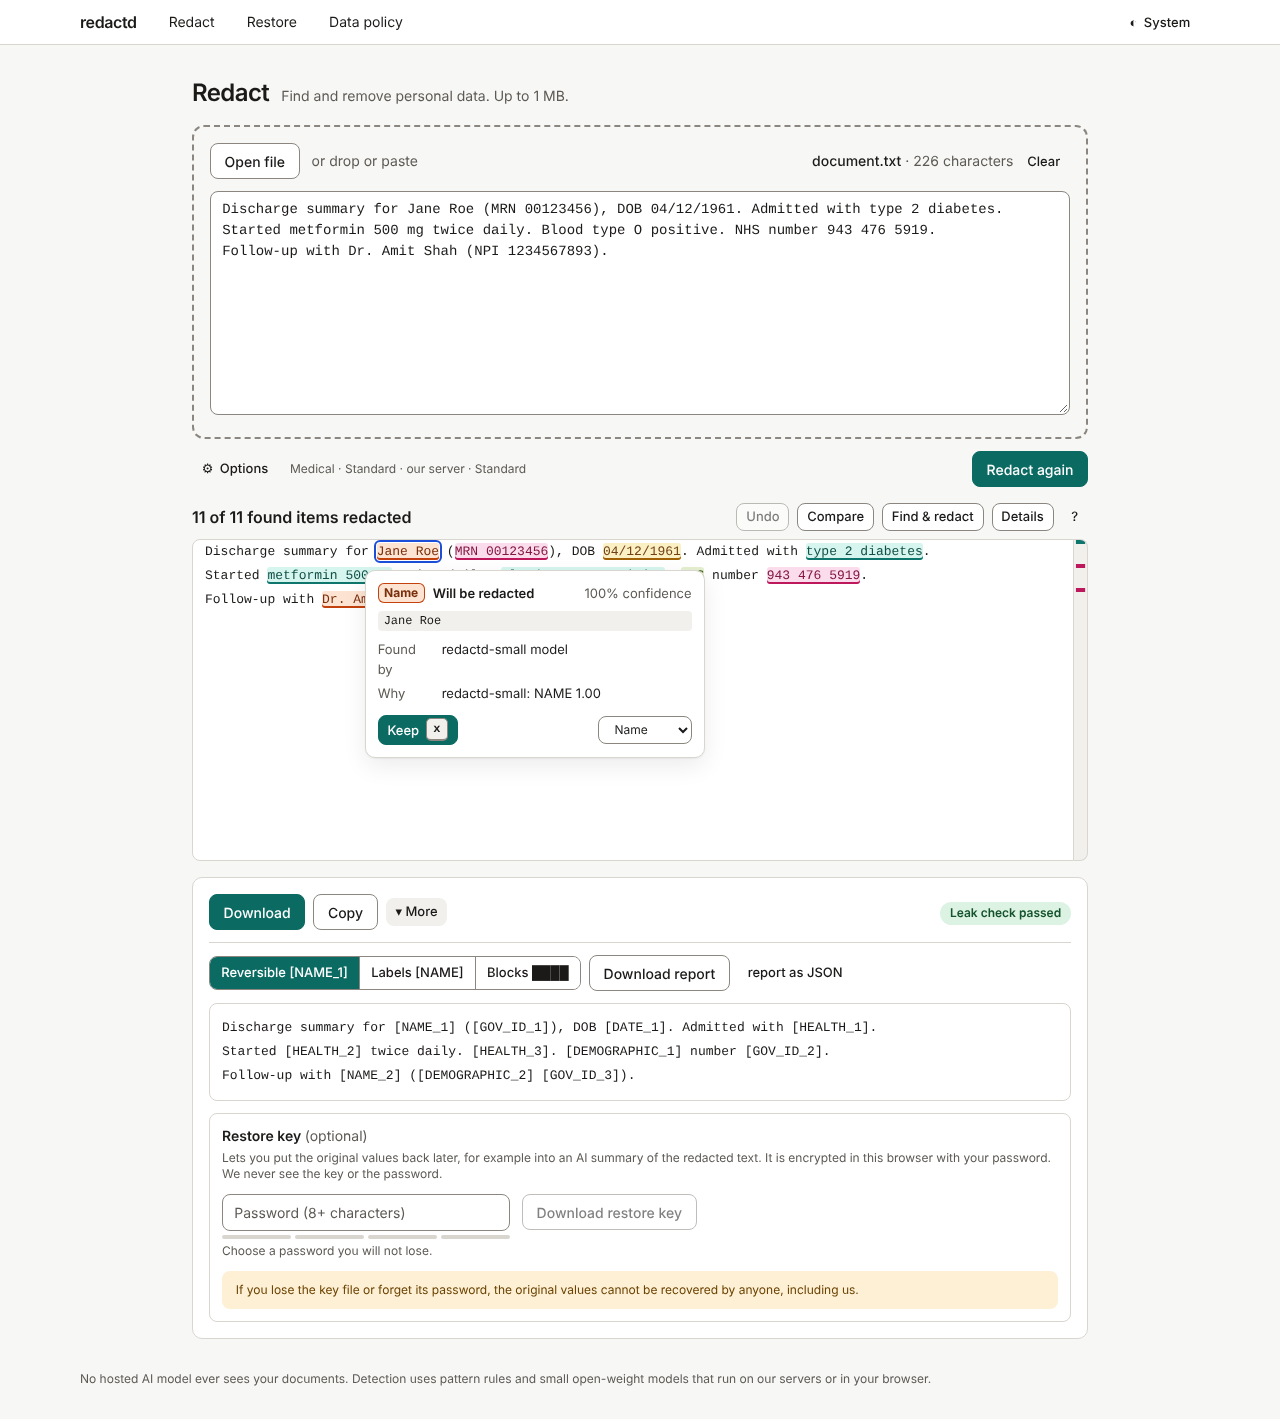 redactd Redact Restore Data policy System
Redact Find and remove personal data. Up to 1 MB.
Open file or drop or paste document.txt · 226 characters Clear
Discharge summary for Jane Roe (MRN 00123456), DOB 04/12/1961. Admitted with type 2 diabetes.
Started metformin 500 mg twice daily. Blood type O positive. NHS number 943 476 5919.
Follow-up with Dr. Amit Shah (NPI 1234567893).
⚙ Options Medical · Standard · our server · Standard Redact again
11 of 11 found items redacted Undo Compare Find & redact Details ?
Discharge summary for Jane Roe (MRN 00123456), DOB 04/12/1961. Admitted with type 2 diabetes.
Started metformin 500 number 943 476 5919.
Follow-up with Dr. Am
Name Will be redacted 100% confidence
Jane Roe
Found by redactd-small model
Why redactd-small: NAME 1.00
Keep x Name
Download Copy ▾ More Leak check passed
Reversible [NAME_1] Labels [NAME] Blocks ████ Download report report as JSON
Discharge summary for [NAME_1] ([GOV_ID_1]), DOB [DATE_1]. Admitted with [HEALTH_1].
Started [HEALTH_2] twice daily. [HEALTH_3]. [DEMOGRAPHIC_1] number [GOV_ID_2].
Follow-up with [NAME_2] ([DEMOGRAPHIC_2] [GOV_ID_3]).
Restore key (optional)
Lets you put the original values back later, for example into an AI summary of the redacted text. It is encrypted in this browser with your password.
We never see the key or the password.
Password (8+ characters) Download restore key
Choose a password you will not lose.
If you lose the key file or forget its password, the original values cannot be recovered by anyone, including us.
No hosted AI model ever sees your documents. Detection uses pattern rules and small open-weight models that run on our servers or in your browser.